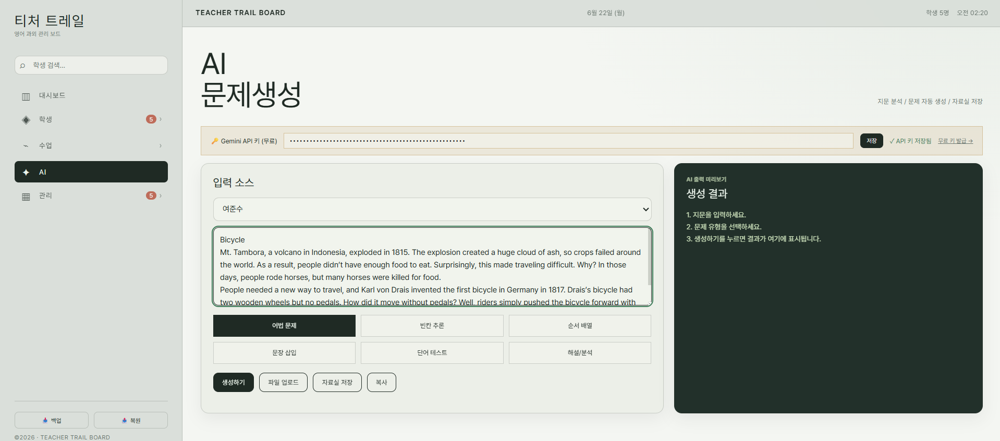 티처 트레일
영어 과외 관리 보드
학생 검색...
대시보드
학생 5
수업
AI
관리 5
백업 복원
©2026 · TEACHER TRAIL BOARD
TEACHER TRAIL BOARD 6월 22일 (월) 학생 5명 오전 02:20
AI
문제생성
지문 분석 / 문제 자동 생성 / 자료실 저장
Gemini API 키 (무료) 저장 ✓ API 키 저장됨 무료 키 발급 →
입력 소스
여준수
Bicycle
Mt. Tambora, a volcano in Indonesia, exploded in 1815. The explosion created a huge cloud of ash, so crops failed around
the world. As a result, people didn’t have enough food to eat. Surprisingly, this made traveling difficult. Why? In those
days, people rode horses, but many horses were killed for food.
People needed a new way to travel, and Karl von Drais invented the first bicycle in Germany in 1817. Drais’s bicycle had
two wooden wheels but no pedals. How did it move without pedals? Well, riders simply pushed the bicycle forward with
어법 문제 빈칸 추론 순서 배열
문장 삽입 단어 테스트 해설/분석
생성하기 파일 업로드 자료실 저장 복사
AI 출력 미리보기
생성 결과
1. 지문을 입력하세요.
2. 문제 유형을 선택하세요.
3. 생성하기를 누르면 결과가 여기에 표시됩니다.